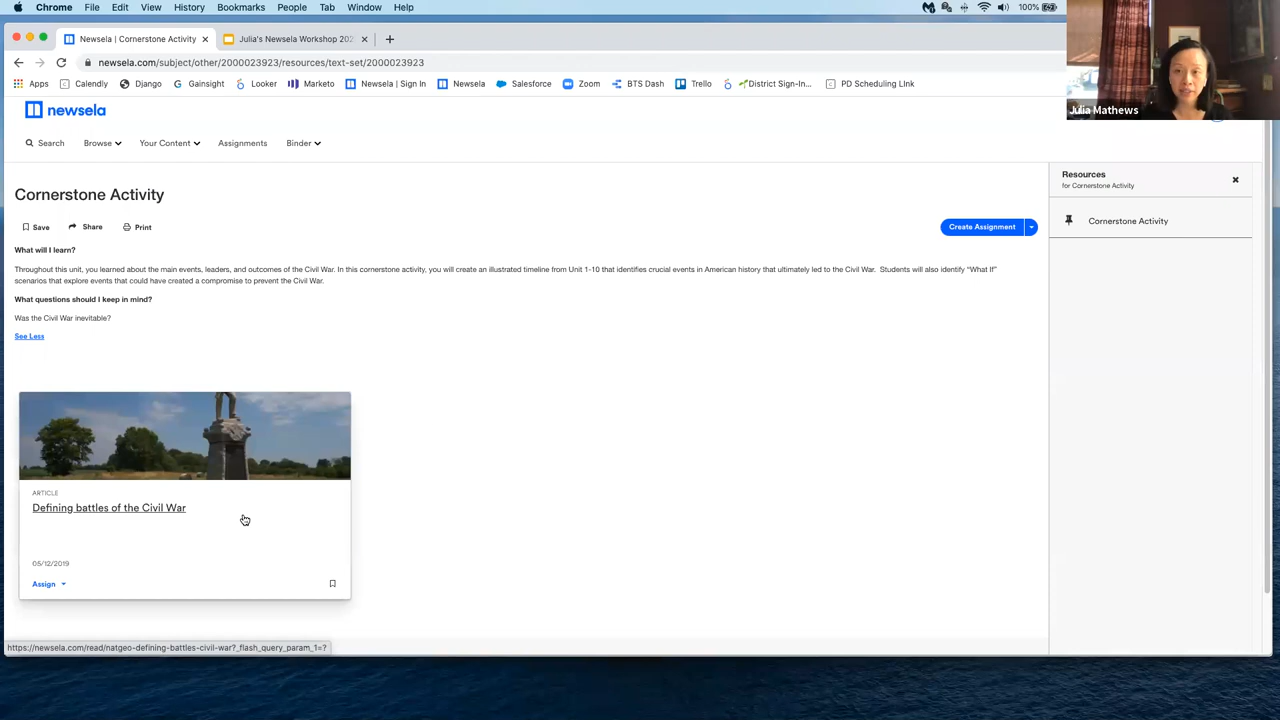 Chrome File Edit View History Bookmarks People Tab Window Help 100%
Newsela | Cornerstone Activity Julia's Newsela Workshop 202
newsela.com/subject/other/2000023923/resources/text-set/2000023923
Apps Calendly Django Gainsight Looker Marketo Newsela | Sign In Newsela Salesforce Zoom BTS Dash Trello District Sign-In... PD Scheduling LInk
Julia Mathews
newsela
Search Browse Your Content Assignments Binder
Resources
for Cornerstone Activity
Cornerstone Activity
Cornerstone Activity
Save Share Print Create Assignment
What will I learn?
Throughout this unit, you learned about the main events, leaders, and outcomes of the Civil War. In this cornerstone activity, you will create an illustrated timeline from Unit 1-10 that identifies crucial events in American history that ultimately led to the Civil War. Students will also identify “What If”
scenarios that explore events that could have created a compromise to prevent the Civil War.
What questions should I keep in mind?
Was the Civil War inevitable?
See Less
ARTICLE
Defining battles of the Civil War
05/12/2019
Assign
https://newsela.com/read/natgeo-defining-battles-civil-war?_flash_query_param_1=?